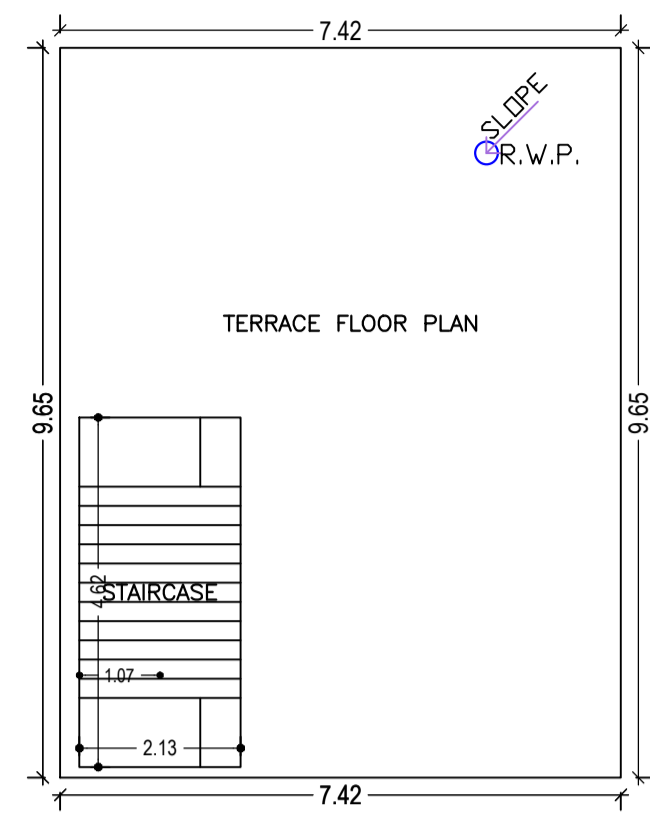 7.42
SLOPE
R.W.P.
TERRACE FLOOR PLAN
9.65
9.65
4.62
STAIRCASE
1.07
2.13
7.42